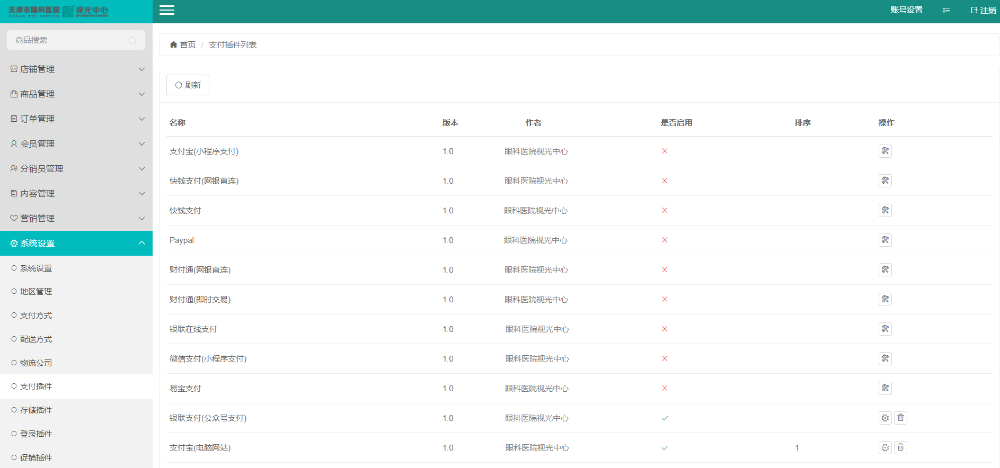 天津市眼科医院 视光中心
TIANJIN EYE HOSPITAL OPTOMETRIC CENTER
账号设置
注销
商品搜索
店铺管理
商品管理
订单管理
会员管理
分销员管理
内容管理
营销管理
系统设置
系统设置
地区管理
支付方式
配送方式
物流公司
支付插件
存储插件
登录插件
促销插件
首页 / 支付插件列表
刷新
名称 版本 作者 是否启用 排序 操作
支付宝(小程序支付) 1.0 眼科医院视光中心
快钱支付(网银直连) 1.0 眼科医院视光中心
快钱支付 1.0 眼科医院视光中心
Paypal 1.0 眼科医院视光中心
财付通(网银直连) 1.0 眼科医院视光中心
财付通(即时交易) 1.0 眼科医院视光中心
银联在线支付 1.0 眼科医院视光中心
微信支付(小程序支付) 1.0 眼科医院视光中心
易宝支付 1.0 眼科医院视光中心
银联支付(公众号支付) 1.0 眼科医院视光中心
支付宝(电脑网站) 1.0 眼科医院视光中心 1